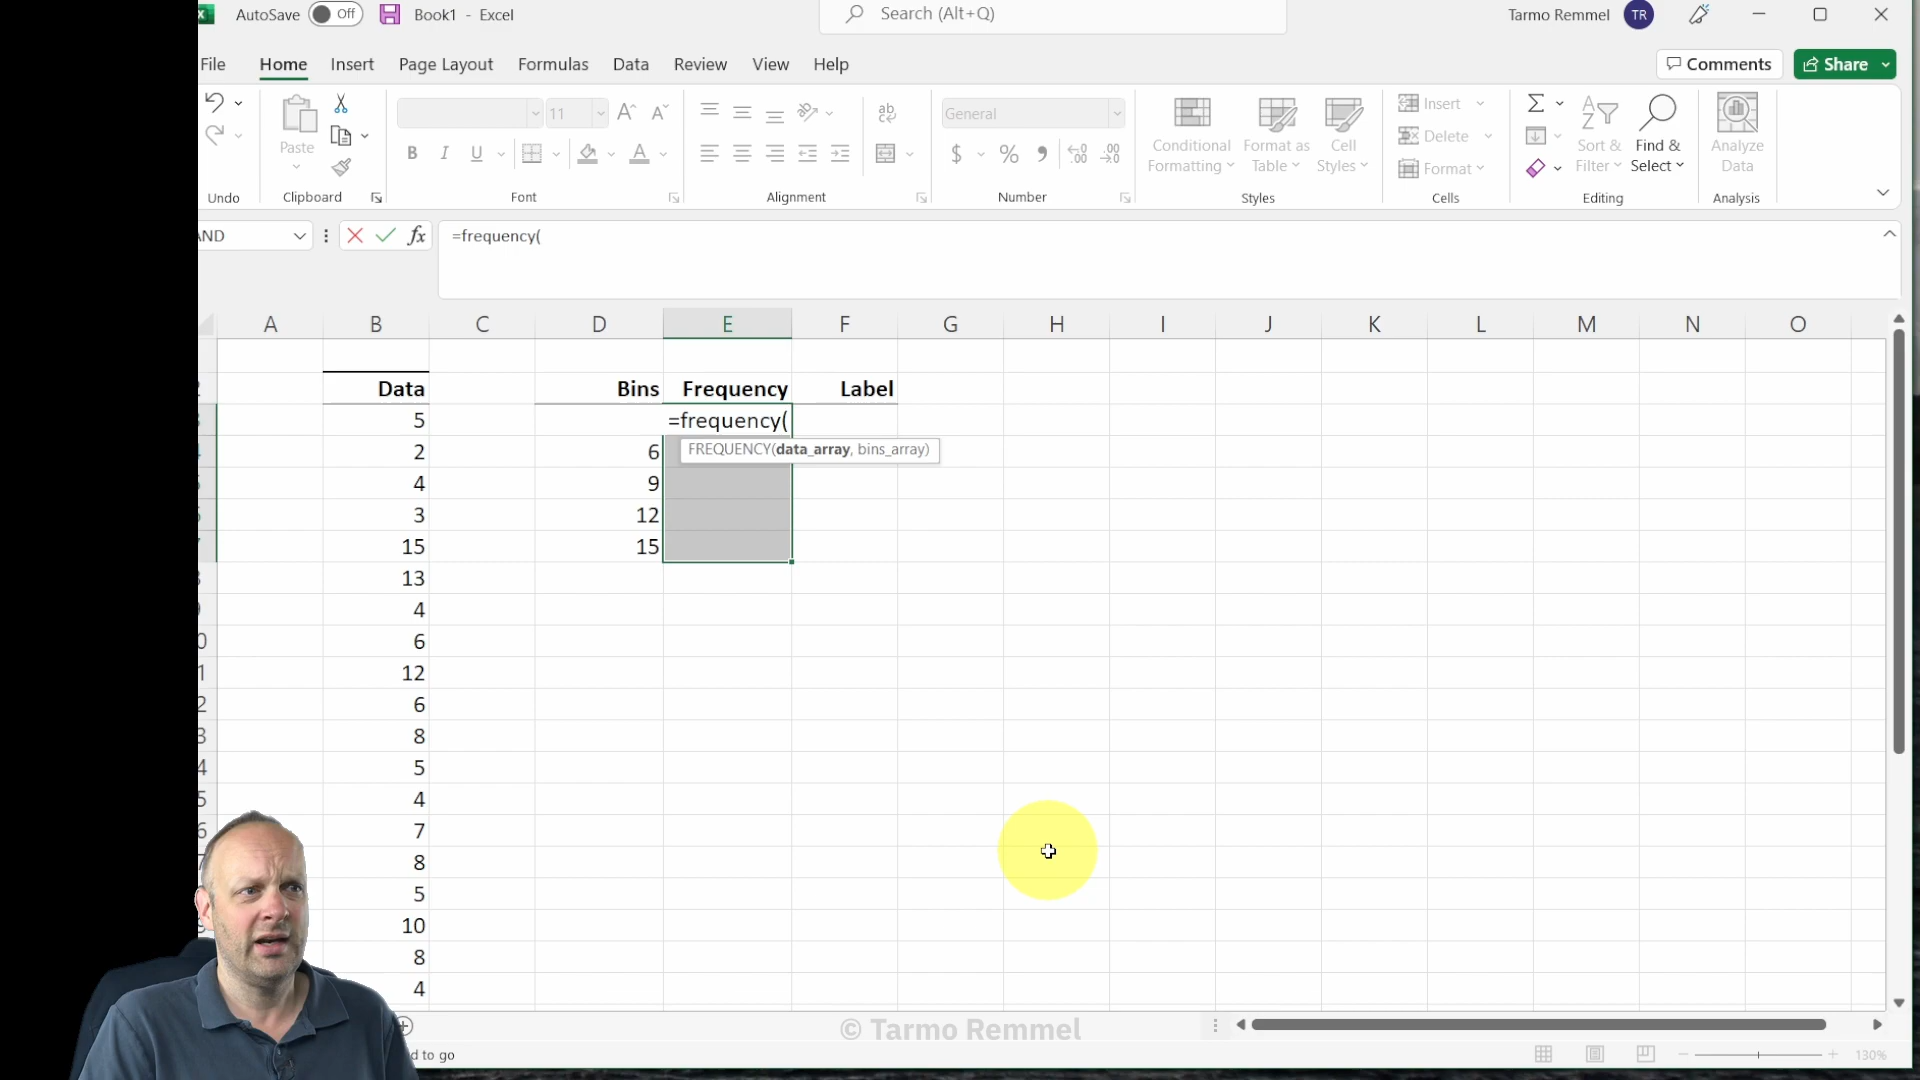 AutoSave Off Book1 - Excel Search (Alt+Q) Tarmo Remmel TR
File Home Insert Page Layout Formulas Data Review View Help Comments Share
Paste 11 General Conditional Formatting Format as Table Cell Styles Insert Delete Format Sort & Filter Find & Select Analyze Data
Undo Clipboard Font Alignment Number Styles Cells Editing Analysis
AND =frequency(
A B C D E F G H I J K L M N O
Data Bins Frequency Label
5 =frequency(
2 6 FREQUENCY(data_array, bins_array)
4 9
3 12
15 15
13
4
6
12
6
8
5
4
7
8
5
10
8
4
© Tarmo Remmel
d to go 130%